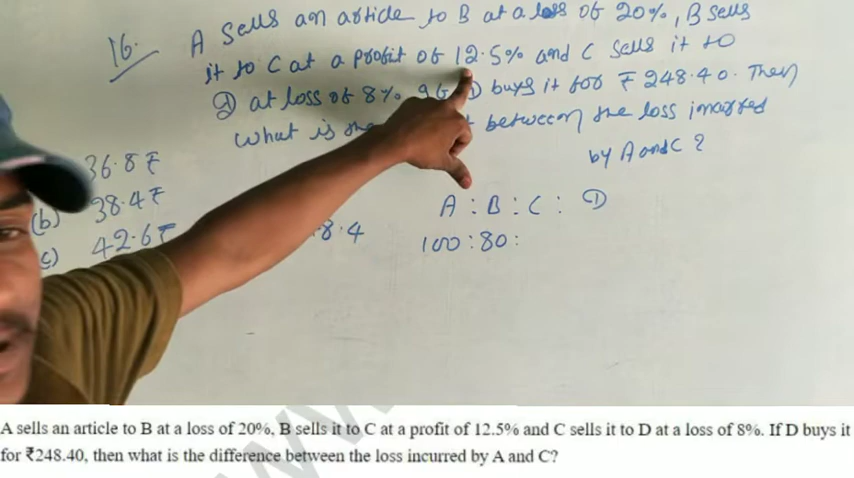 16. A sells an article to B at a loss of 20%, B sells
it to C at a profit of 12.5% and C sells it to
D at loss of 8%. If D buys it for ₹ 248.40. Then
what is the between the loss incurred
by A and C ?
36.8₹
(b) 38.4₹
c) 42.6₹
8.4
A : B : C : D
100 : 80 :
A sells an article to B at a loss of 20%, B sells it to C at a profit of 12.5% and C sells it to D at a loss of 8%. If D buys it
for ₹248.40, then what is the difference between the loss incurred by A and C?